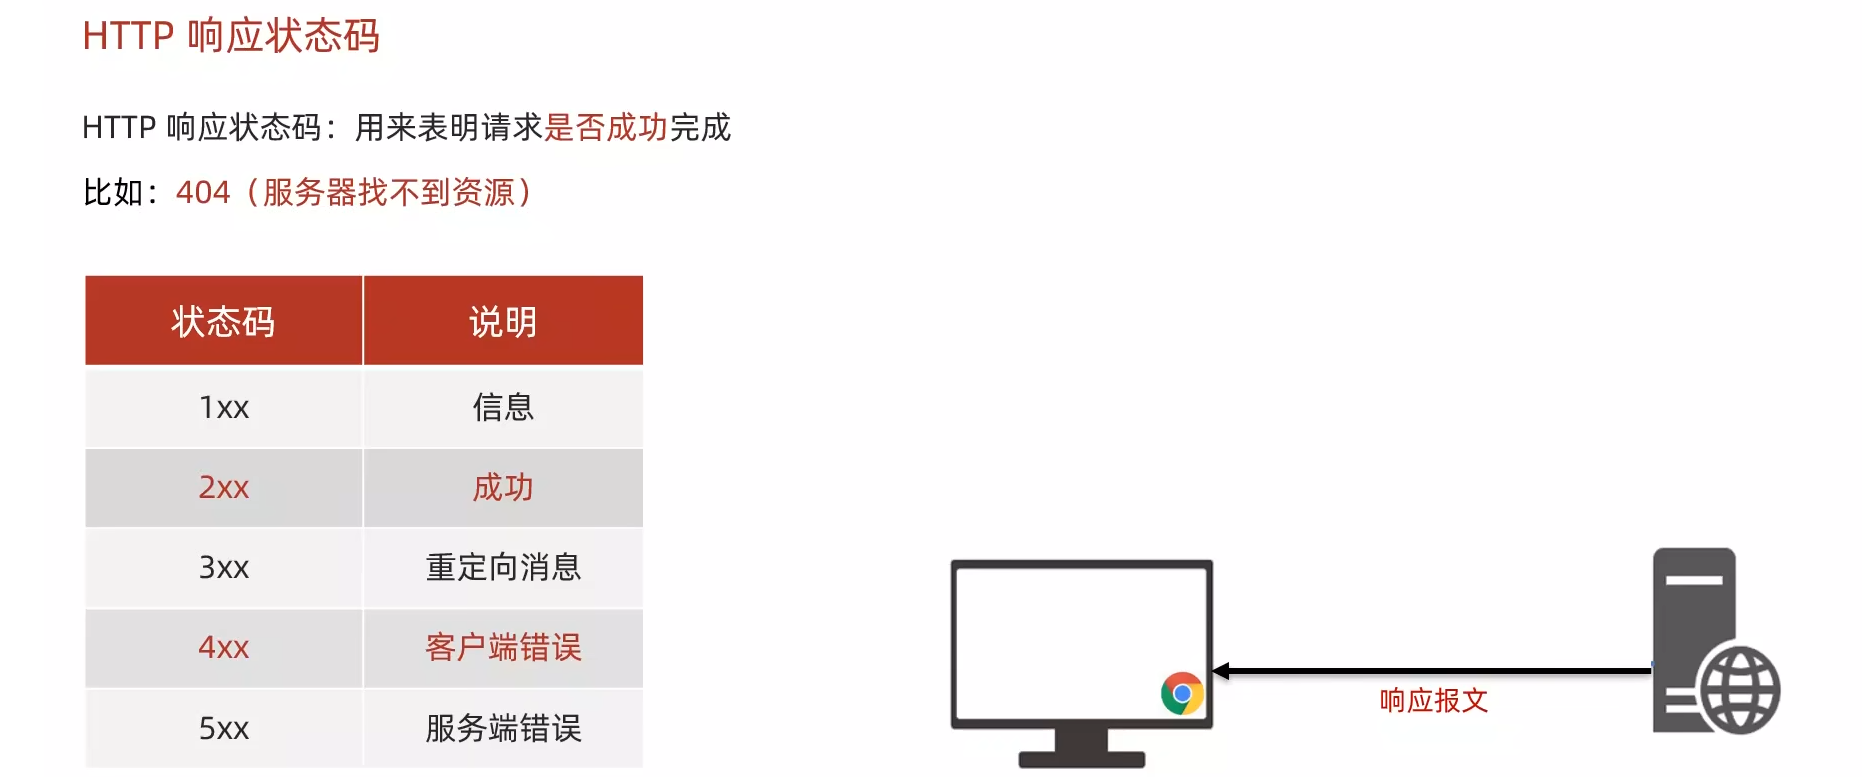 HTTP 响应状态码
HTTP 响应状态码：用来表明请求是否成功完成
比如：404（服务器找不到资源）
状态码 说明
1xx 信息
2xx 成功
3xx 重定向消息
4xx 客户端错误
5xx 服务端错误
响应报文